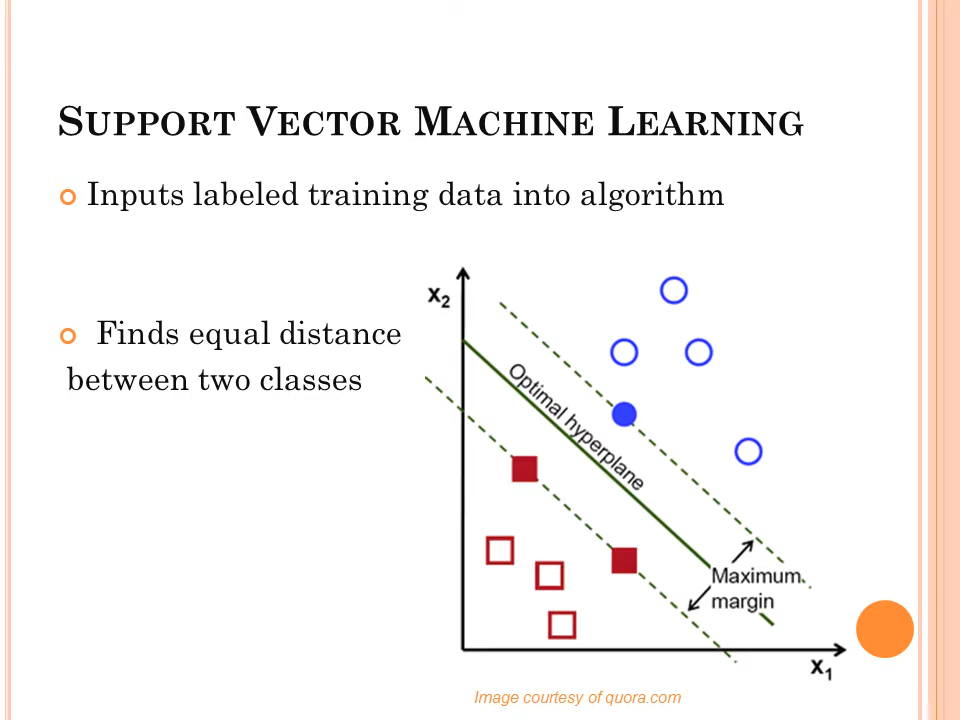 SUPPORT VECTOR MACHINE LEARNING
Inputs labeled training data into algorithm
Finds equal distance
between two classes
x2
Optimal hyperplane
Maximum
margin
x1
Image courtesy of quora.com